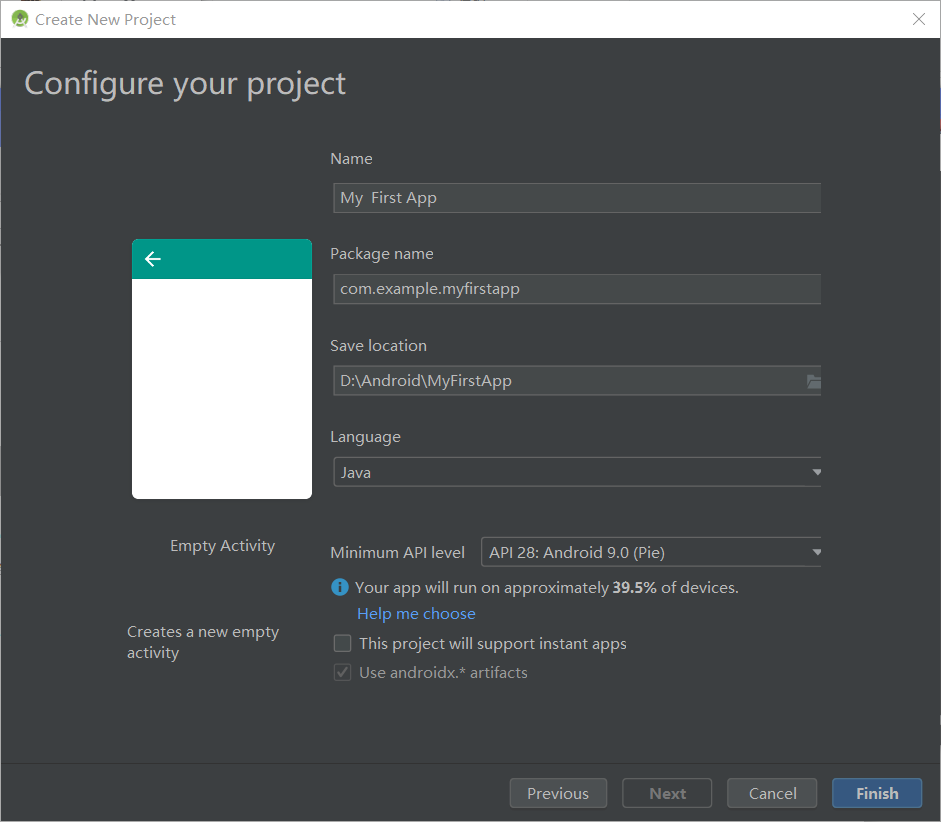 Create New Project
Configure your project
Name
My  First App
Package name
com.example.myfirstapp
Save location
D:\Android\MyFirstApp
Language
Java
Empty Activity
Minimum API level
API 28: Android 9.0 (Pie)
Your app will run on approximately 39.5% of devices.
Help me choose
Creates a new empty
activity
This project will support instant apps
Use androidx.* artifacts
Previous
Next
Cancel
Finish